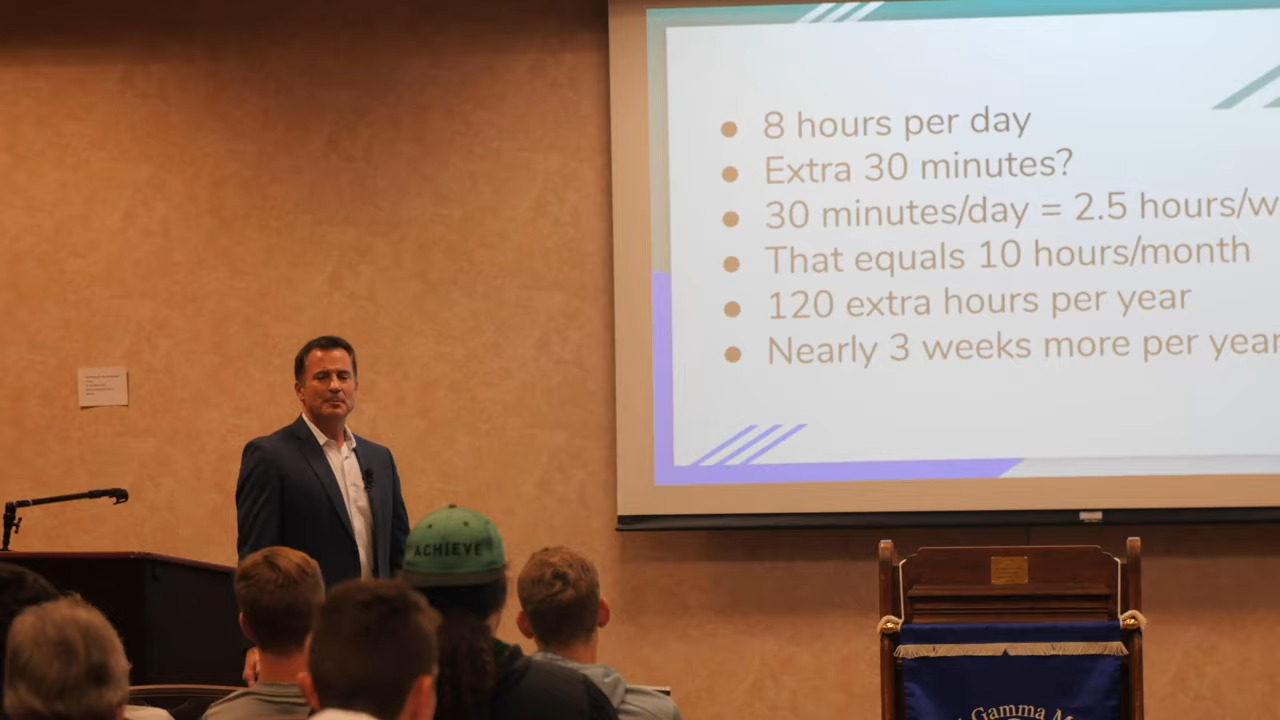 8 hours per day
Extra 30 minutes?
30 minutes/day = 2.5 hours/w
That equals 10 hours/month
120 extra hours per year
Nearly 3 weeks more per year
ACHIEVE
Gamma